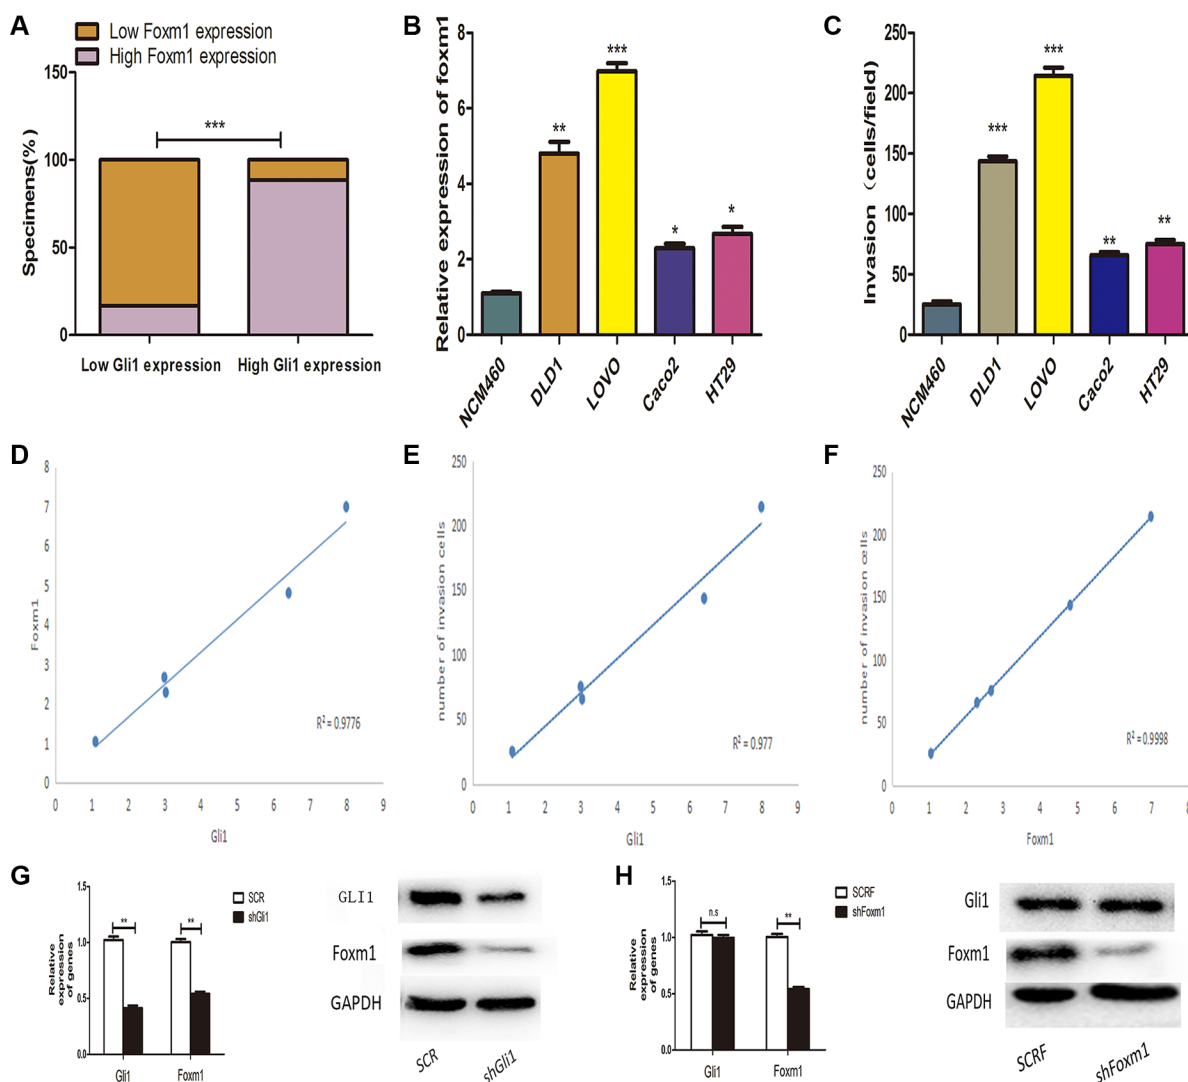 A
Low Foxm1 expression
High Foxm1 expression
150
100
50
0
Specimens(%)
***
Low Gli1 expression
High Gli1 expression
B
Relative expression of foxm1
8
6
4
2
0
**
***
*
*
NCM460
DLD1
LOVO
Caco2
HT29
C
Invasion (cells/field)
250
200
150
100
50
0
***
***
**
**
NCM460
DLD1
LOVO
Caco2
HT29
D
Foxm1
8
7
6
5
4
3
2
1
0
R² = 0.9776
0 1 2 3 4 5 6 7 8 9
Gli1
E
number of invasion cells
250
200
150
100
50
0
R² = 0.977
0 1 2 3 4 5 6 7 8 9
Gli1
F
number of invasion cells
250
200
150
100
50
0
R² = 0.9998
0 1 2 3 4 5 6 7 8
Foxm1
G
Relative
expression
of genes
1.5
1.0
0.5
0.0
**
**
SCR
shGli1
Gli1
Foxm1
GLI1
Foxm1
GAPDH
SCR
shGli1
H
Relative
expression
of genes
1.5
1.0
0.5
0.0
n.s
**
SCRF
shFoxm1
Gli1
Foxm1
Gli1
Foxm1
GAPDH
SCRF
shFoxm1